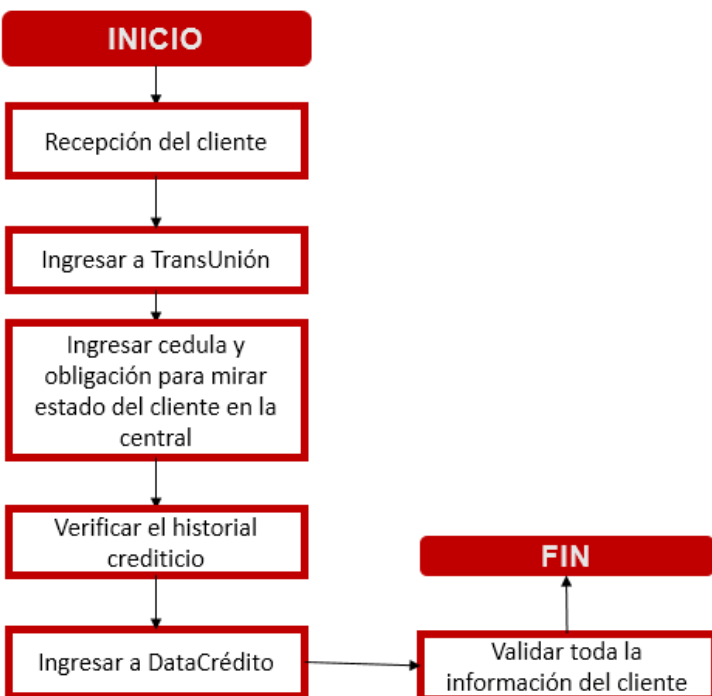 INICIO
Recepción del cliente
Ingresar a TransUnión
Ingresar cedula y
obligación para mirar
estado del cliente en la
central
Verificar el historial
crediticio
Ingresar a DataCrédito
Validar toda la
información del cliente
FIN